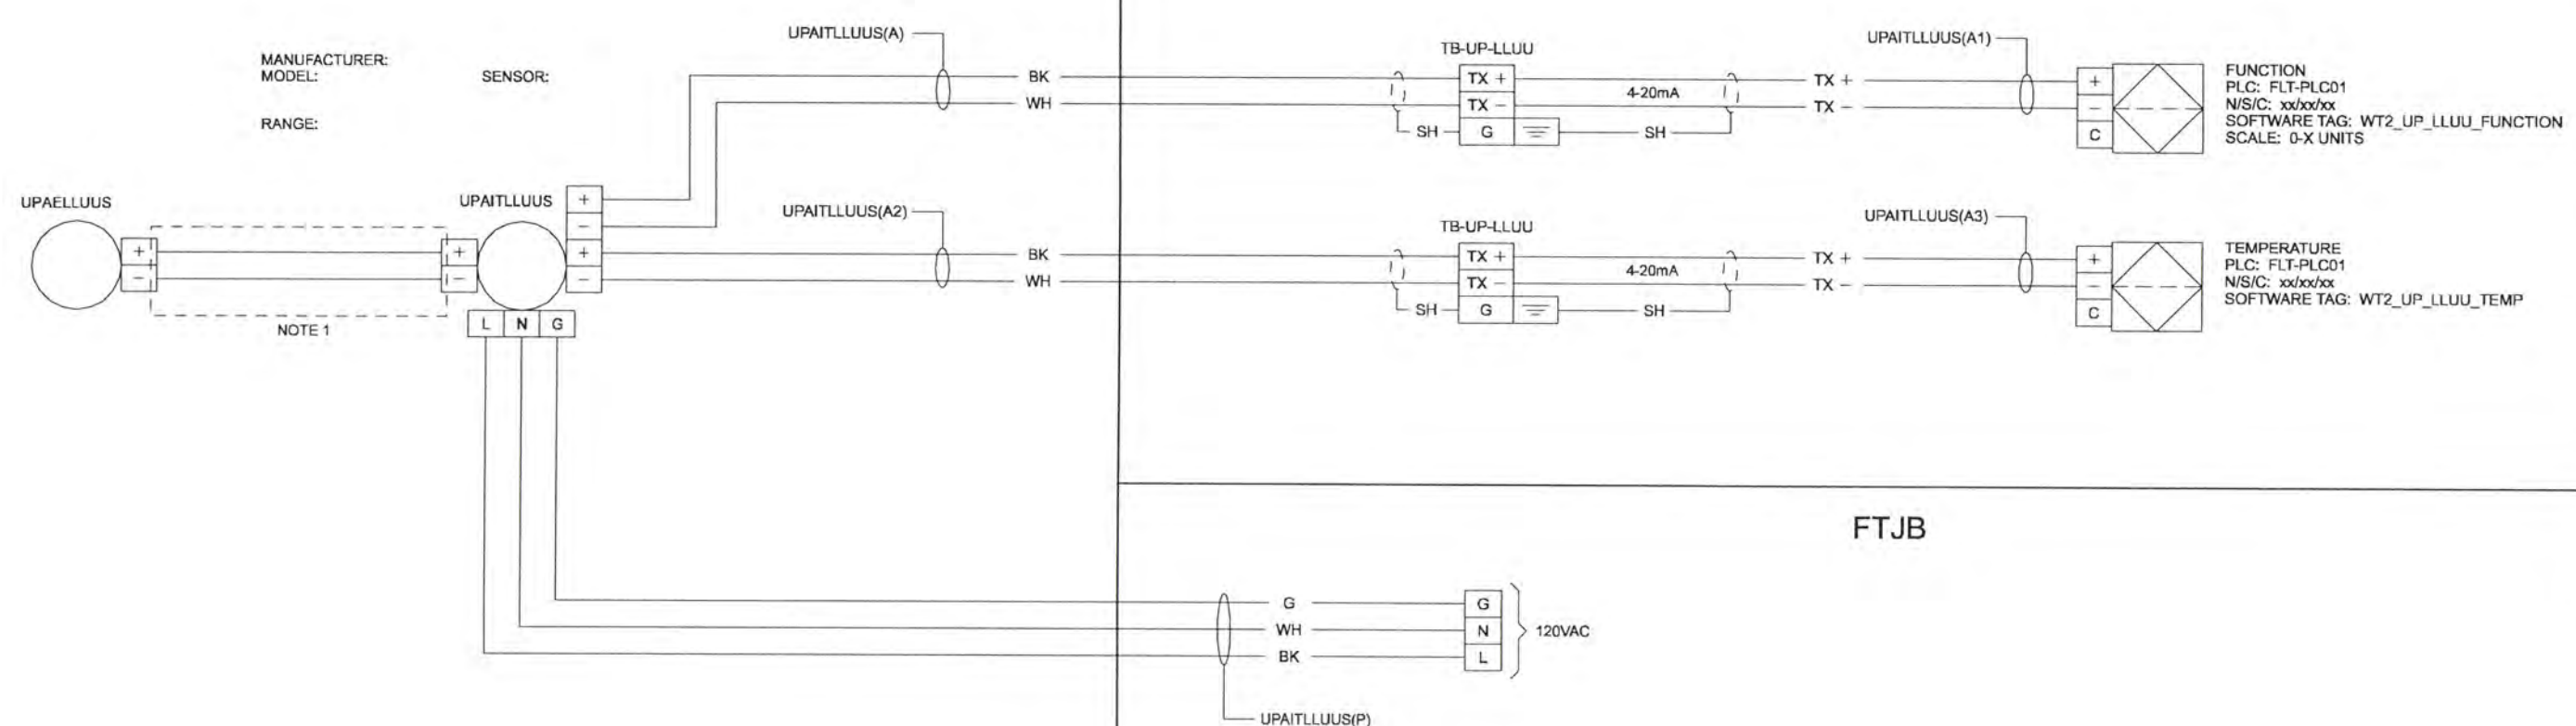 MANUFACTURER:
MODEL:
SENSOR:
RANGE:
UPAELLUUS
+
−
NOTE 1
+
−
UPAITLLUUS
+
−
+
−
L N G
UPAITLLUUS(A)
BK
WH
UPAITLLUUS(A2)
BK
WH
TB-UP-LLUU
TX +
TX −
SH G SH
4-20mA
TX +
TX −
UPAITLLUUS(A1)
+
−
C
FUNCTION
PLC: FLT-PLC01
N/S/C: xx/xx/xx
SOFTWARE TAG: WT2_UP_LLUU_FUNCTION
SCALE: 0-X UNITS
TB-UP-LLUU
TX +
TX −
SH G SH
4-20mA
TX +
TX −
UPAITLLUUS(A3)
+
−
C
TEMPERATURE
PLC: FLT-PLC01
N/S/C: xx/xx/xx
SOFTWARE TAG: WT2_UP_LLUU_TEMP
FTJB
G G
WH N
BK L
120VAC
UPAITLLUUS(P)